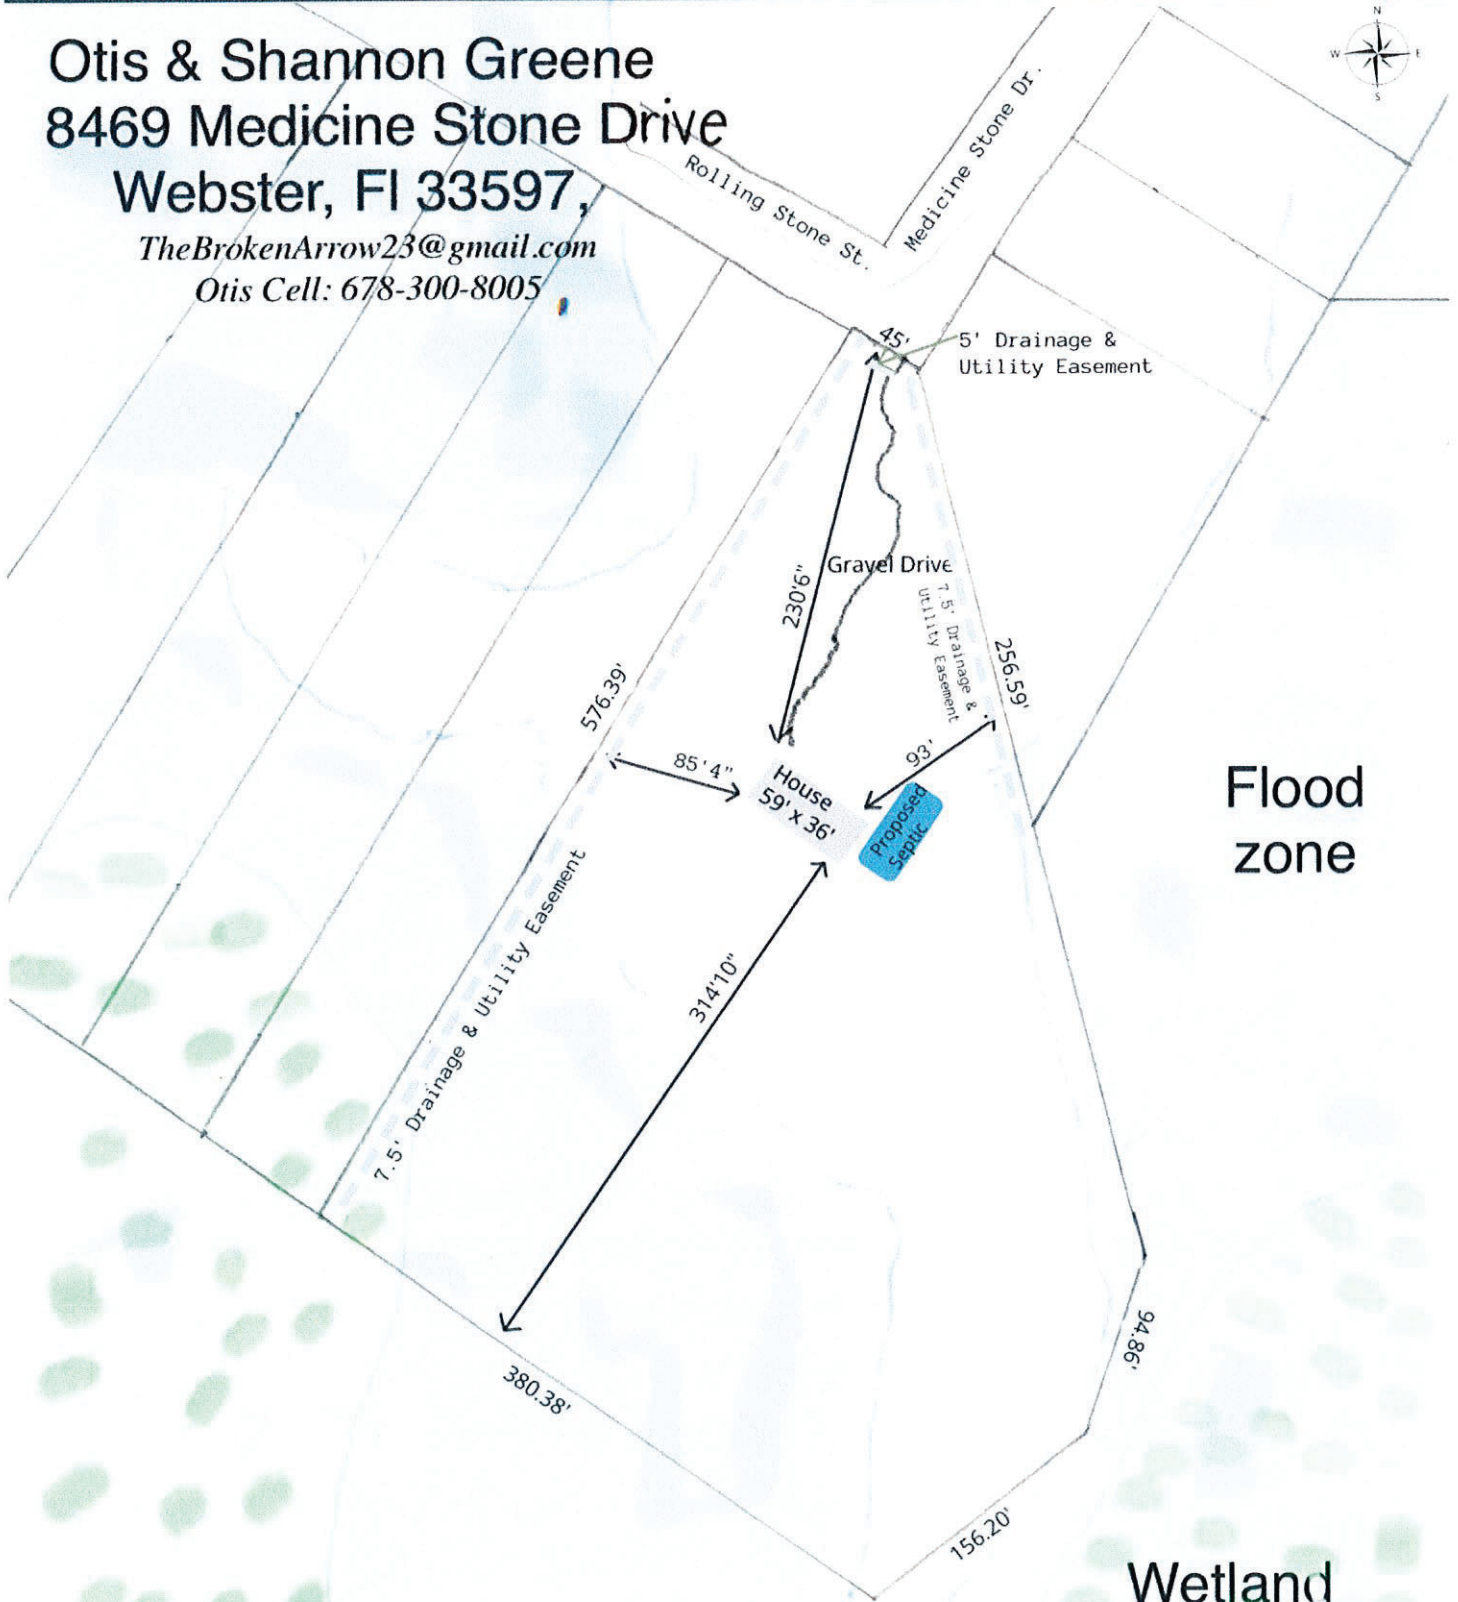 Otis & Shannon Greene
8469 Medicine Stone Drive
Webster, Fl 33597,
TheBrokenArrow23@gmail.com
Otis Cell: 678-300-8005
N
W E
S
Rolling Stone St.
Medicine Stone Dr.
45'
5' Drainage &
Utility Easement
230'6"
Gravel Drive
7.5' Drainage &
Utility Easement
256.59'
576.39'
85'4"
93'
House
59' x 36'
Proposed
Septic
Flood
zone
7.5' Drainage & Utility Easement
314'10"
380.38'
94.86'
156.20'
Wetland